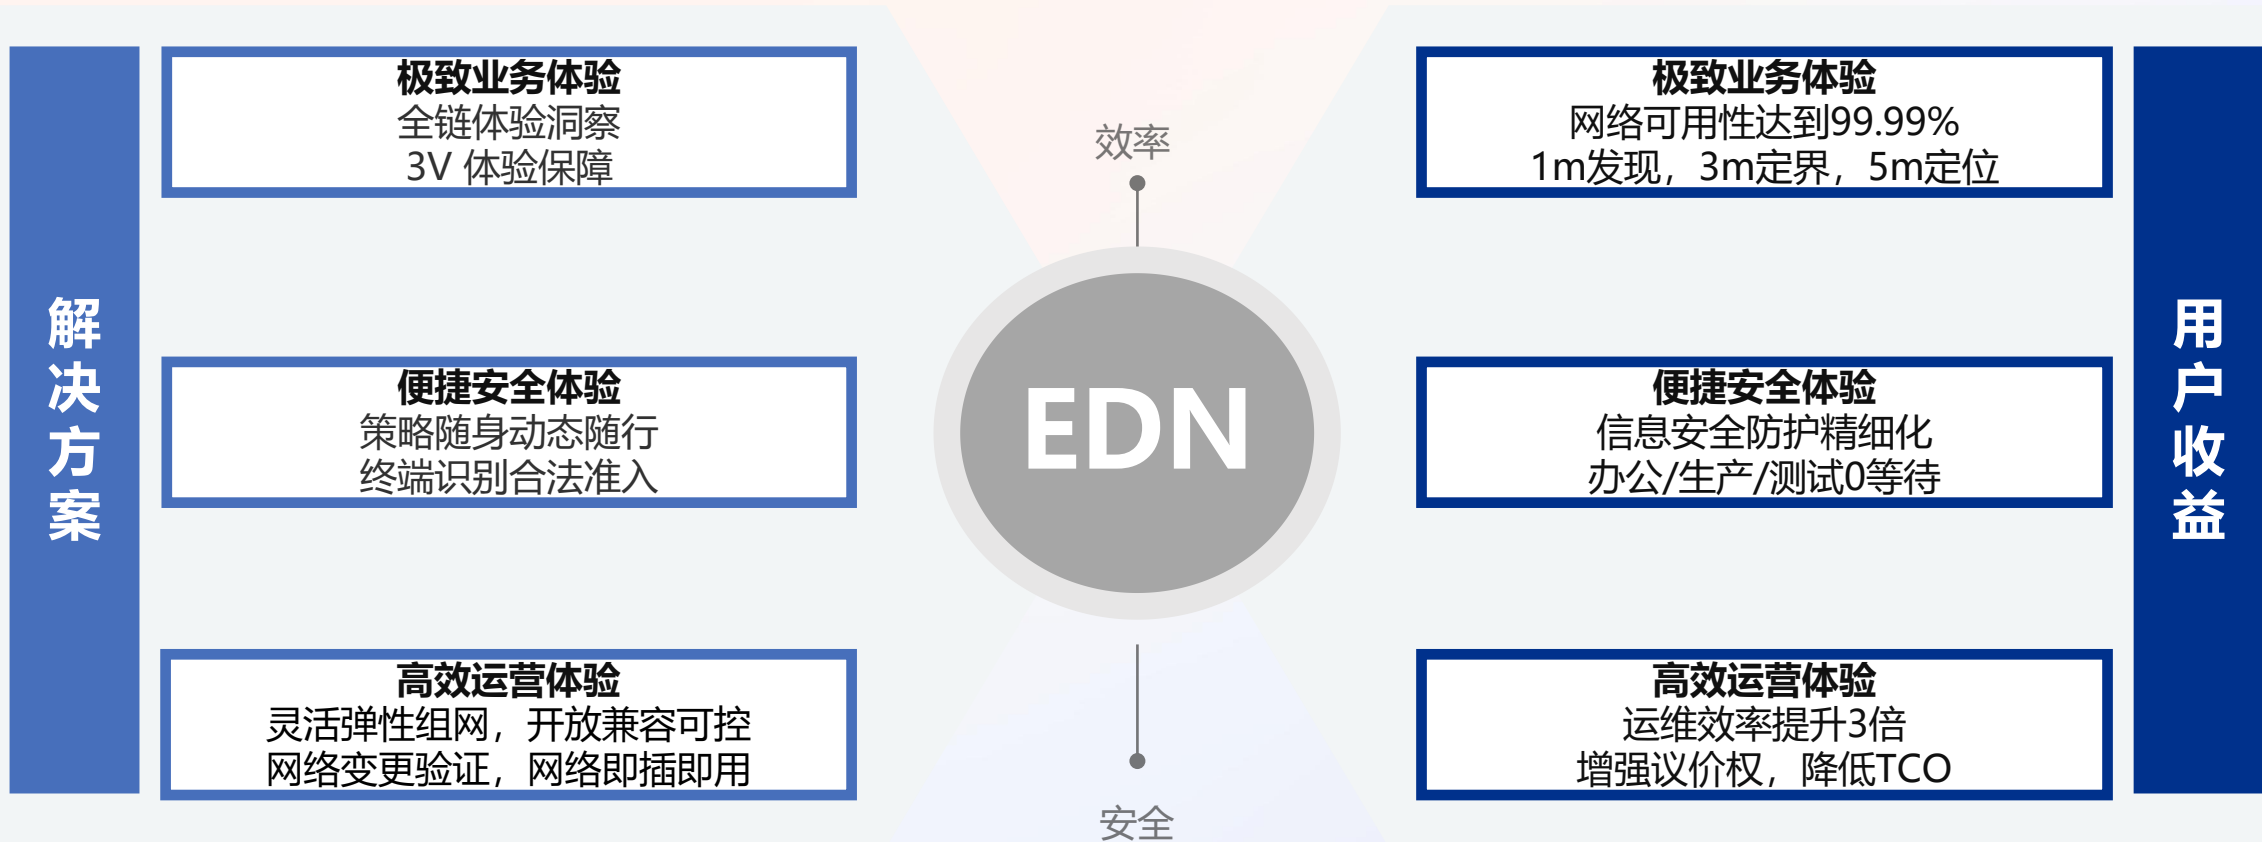 解决方案
极致业务体验
全链体验洞察
3V 体验保障
便捷安全体验
策略随身动态随行
终端识别合法准入
高效运营体验
灵活弹性组网，开放兼容可控
网络变更验证，网络即插即用
效率
EDN
安全
极致业务体验
网络可用性达到99.99%
1m发现，3m定界，5m定位
便捷安全体验
信息安全防护精细化
办公/生产/测试0等待
高效运营体验
运维效率提升3倍
增强议价权，降低TCO
用户收益